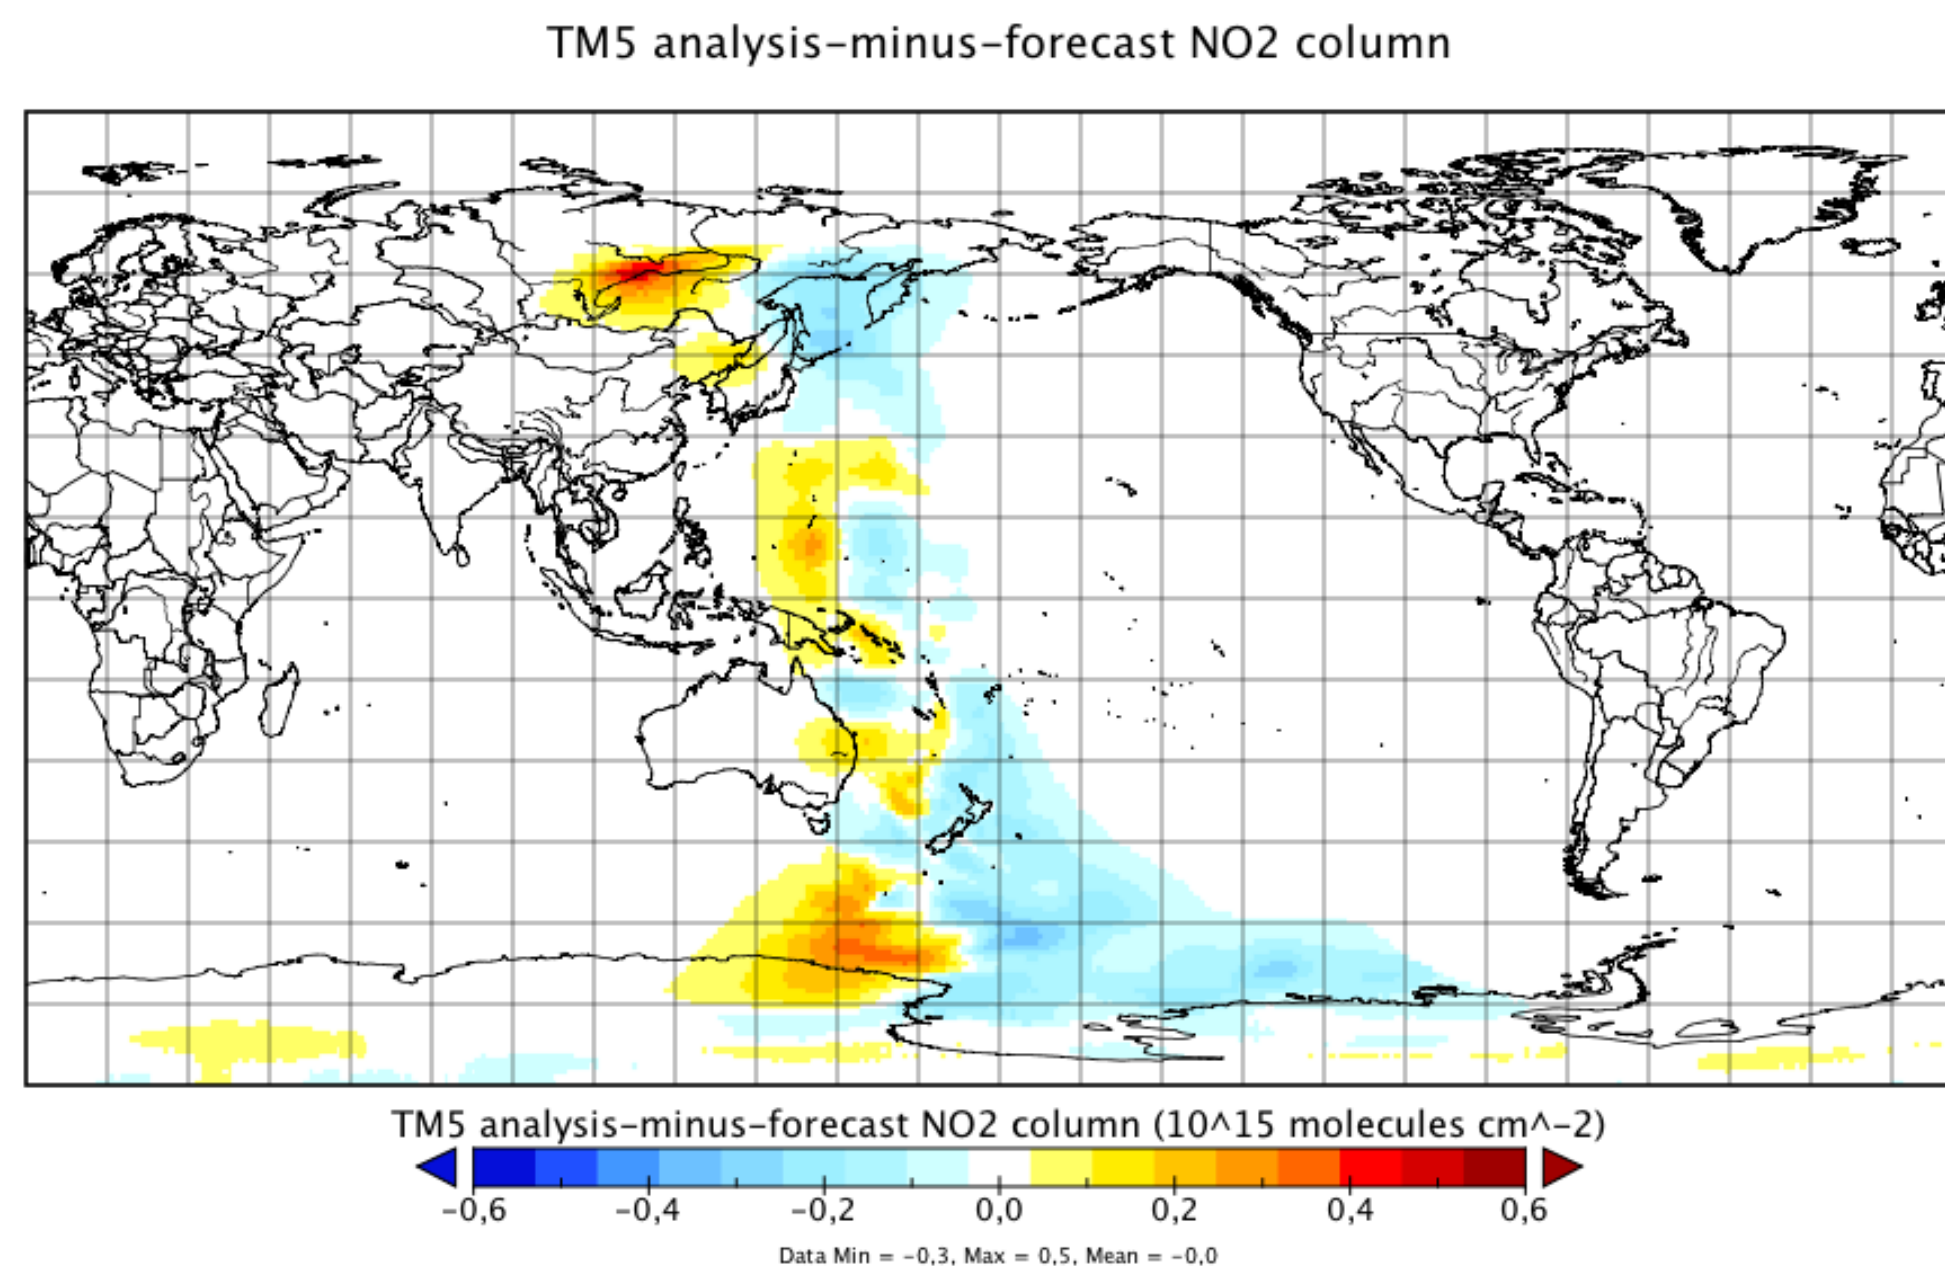 TM5 analysis-minus-forecast NO2 column
TM5 analysis-minus-forecast NO2 column (10^15 molecules cm^-2)
-0,6 -0,4 -0,2 0,0 0,2 0,4 0,6
Data Min = -0,3, Max = 0,5, Mean = -0,0